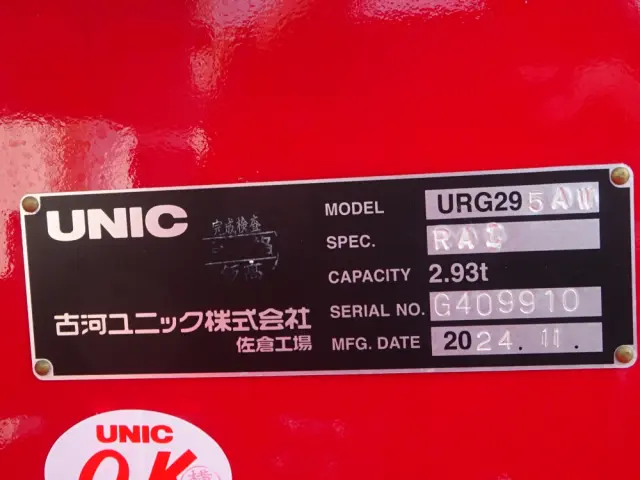 UNIC
完成検査
MODEL URG295AW
SPEC.
CAPACITY 2.93t
SERIAL NO. G409910
MFG. DATE 2024.11.
古河ユニック株式会社
佐倉工場
UNIC
OK